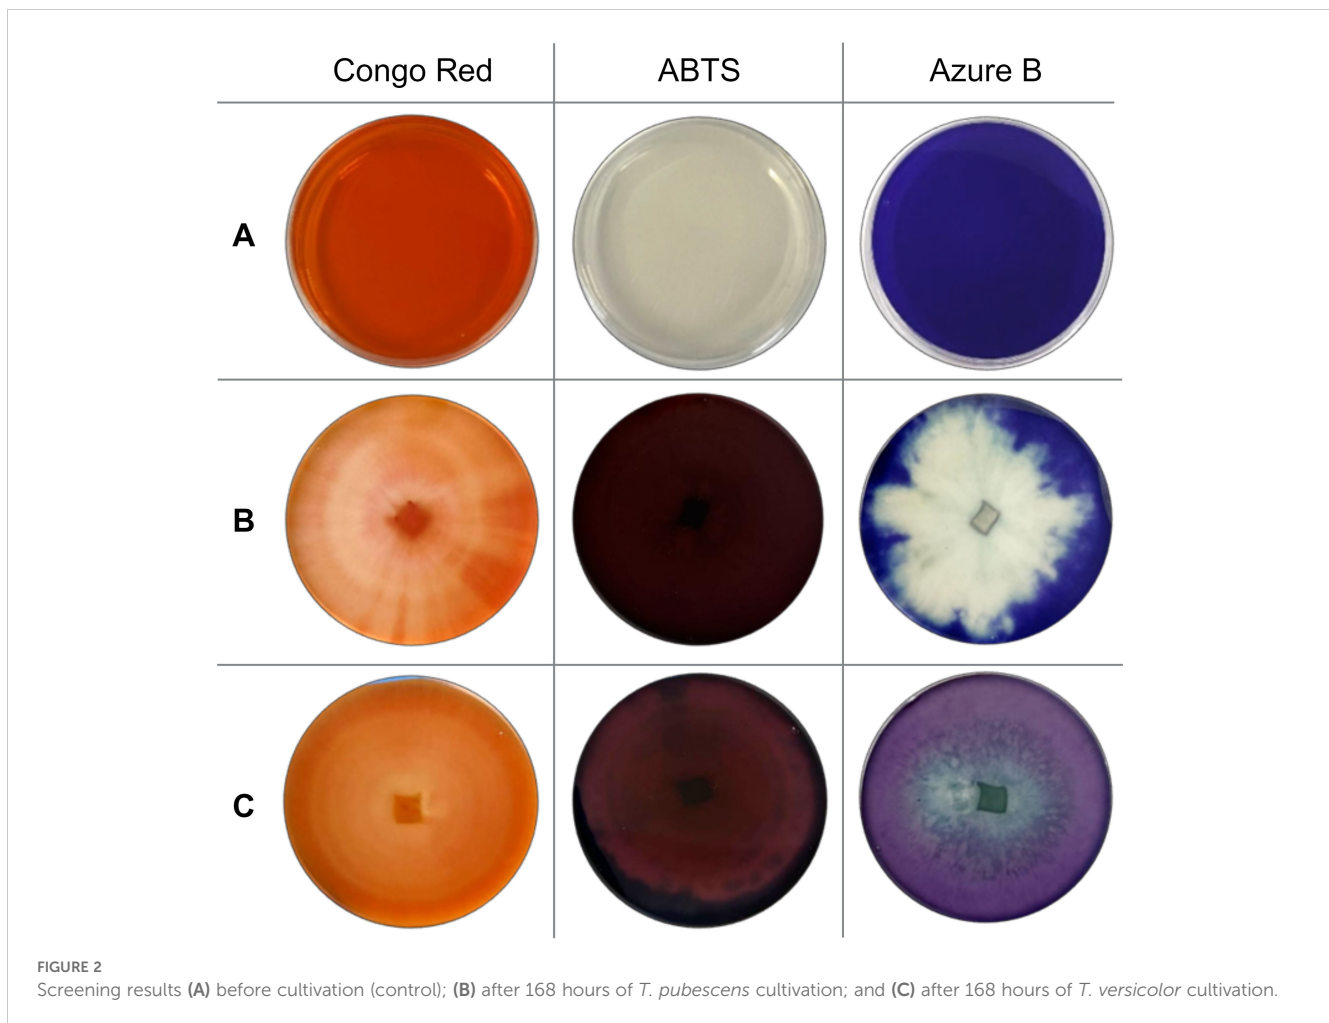 Congo Red ABTS Azure B
A
B
C
FIGURE 2
Screening results (A) before cultivation (control); (B) after 168 hours of T. pubescens cultivation; and (C) after 168 hours of T. versicolor cultivation.